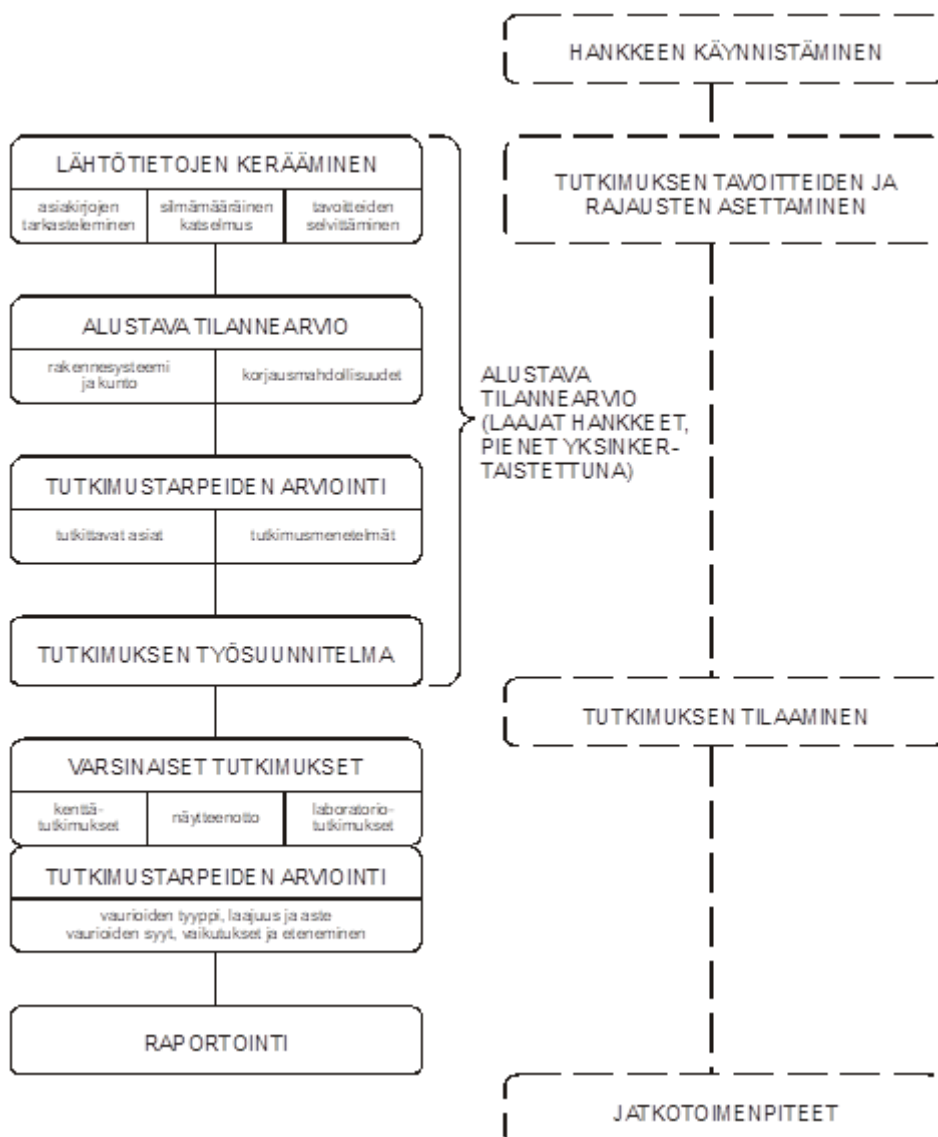 HANKKEEN KÄYNNISTÄMINEN
LÄHTÖTIETOJEN KERÄÄMINEN
asiakirjojen
tarkasteleminen
silmämääräinen
katselmus
tavoitteiden
selvittäminen
TUTKIMUKSEN TAVOITTEIDEN JA
RAJAUSTEN ASETTAMINEN
ALUSTAVA TILANNEARVIO
rakennesysteemi
ja kunto
korjausmahdollisuudet
ALUSTAVA
TILANNEARVIO
(LAAJAT HANKKEET,
PIENET YKSINKER-
TAISTETTUNA)
TUTKIMUSTARPEIDEN ARVIOINTI
tutkittavat asiat
tutkimusmenetelmät
TUTKIMUKSEN TYÖSUUNNITELMA
TUTKIMUKSEN TILAAMINEN
VARSINAISET TUTKIMUKSET
kenttä-
tutkimukset
näytteenotto
laboratorio-
tutkimukset
TUTKIMUSTARPEIDEN ARVIOINTI
vaurioiden tyyppi, laajuus ja aste
vaurioiden syyt, vaikutukset ja eteneminen
RAPORTOINTI
JATKOTOIMENPITEET